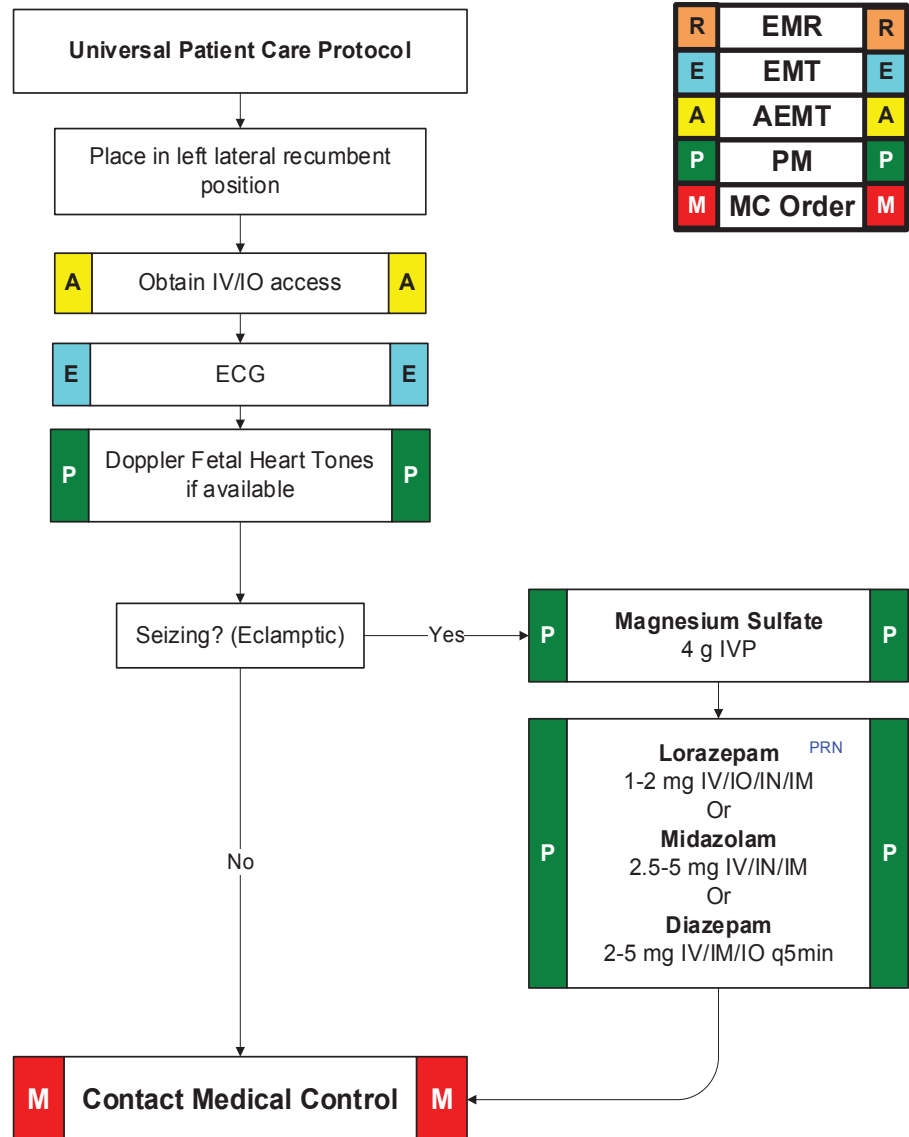 Universal Patient Care Protocol
R EMR R
E EMT E
A AEMT A
P PM P
M MC Order M
Place in left lateral recumbent
position
A Obtain IV/IO access A
E ECG E
P Doppler Fetal Heart Tones P
if available
Seizing? (Eclamptic)
Yes
P Magnesium Sulfate P
4 g IVP
Lorazepam PRN
1-2 mg IV/IO/IN/IM
Or
Midazolam
P 2.5-5 mg IV/IN/IM P
Or
Diazepam
2-5 mg IV/IM/IO q5min
No
M Contact Medical Control M